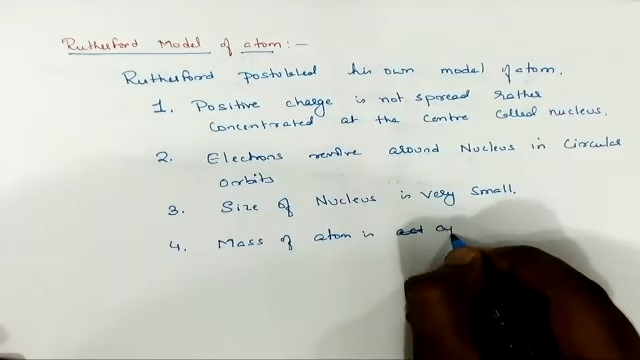 Rutherford Model of atom:-
Rutherford postulated his own model of atom.
1. Positive charge is not spread rather
concentrated at the centre called nucleus.
2. Electrons revolve around Nucleus in circular
orbits
3. Size of Nucleus is very small.
4. Mass of atom is